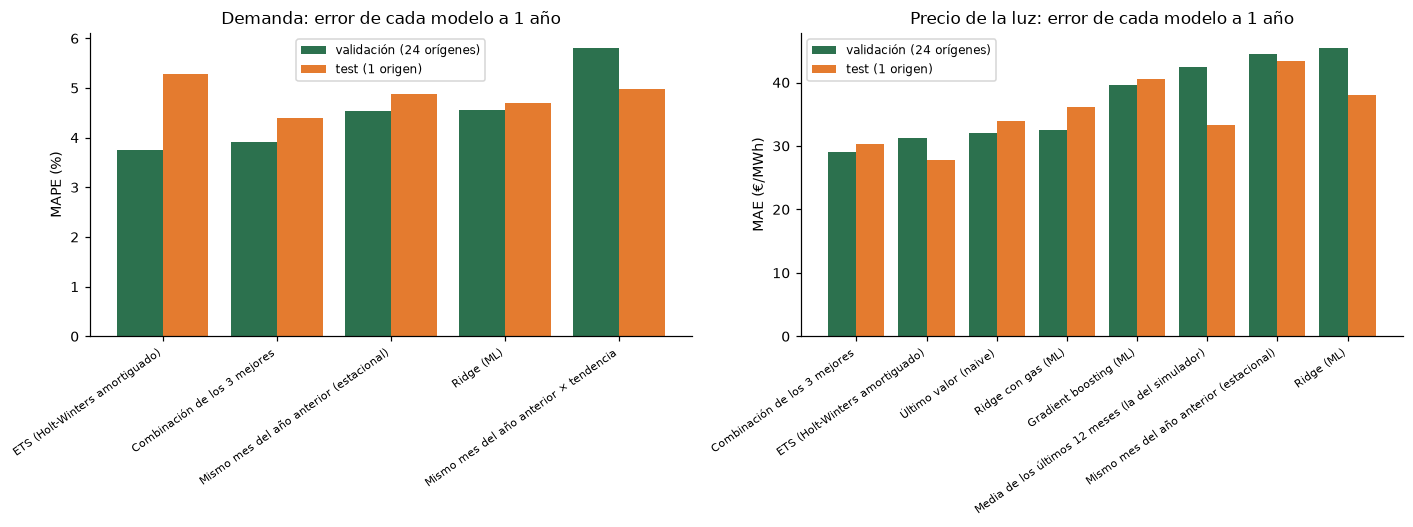 Demanda: error de cada modelo a 1 año
validación (24 orígenes)
test (1 origen)
MAPE (%)
6
5
4
3
2
1
0
ETS (Holt-Winters amortiguado)
Combinación de los 3 mejores
Mismo mes del año anterior (estacional)
Ridge (ML)
Mismo mes del año anterior × tendencia
Precio de la luz: error de cada modelo a 1 año
validación (24 orígenes)
test (1 origen)
MAE (€/MWh)
40
30
20
10
0
Combinación de los 3 mejores
ETS (Holt-Winters amortiguado)
Último valor (naive)
Ridge con gas (ML)
Gradient boosting (ML)
Media de los últimos 12 meses (la del simulador)
Mismo mes del año anterior (estacional)
Ridge (ML)